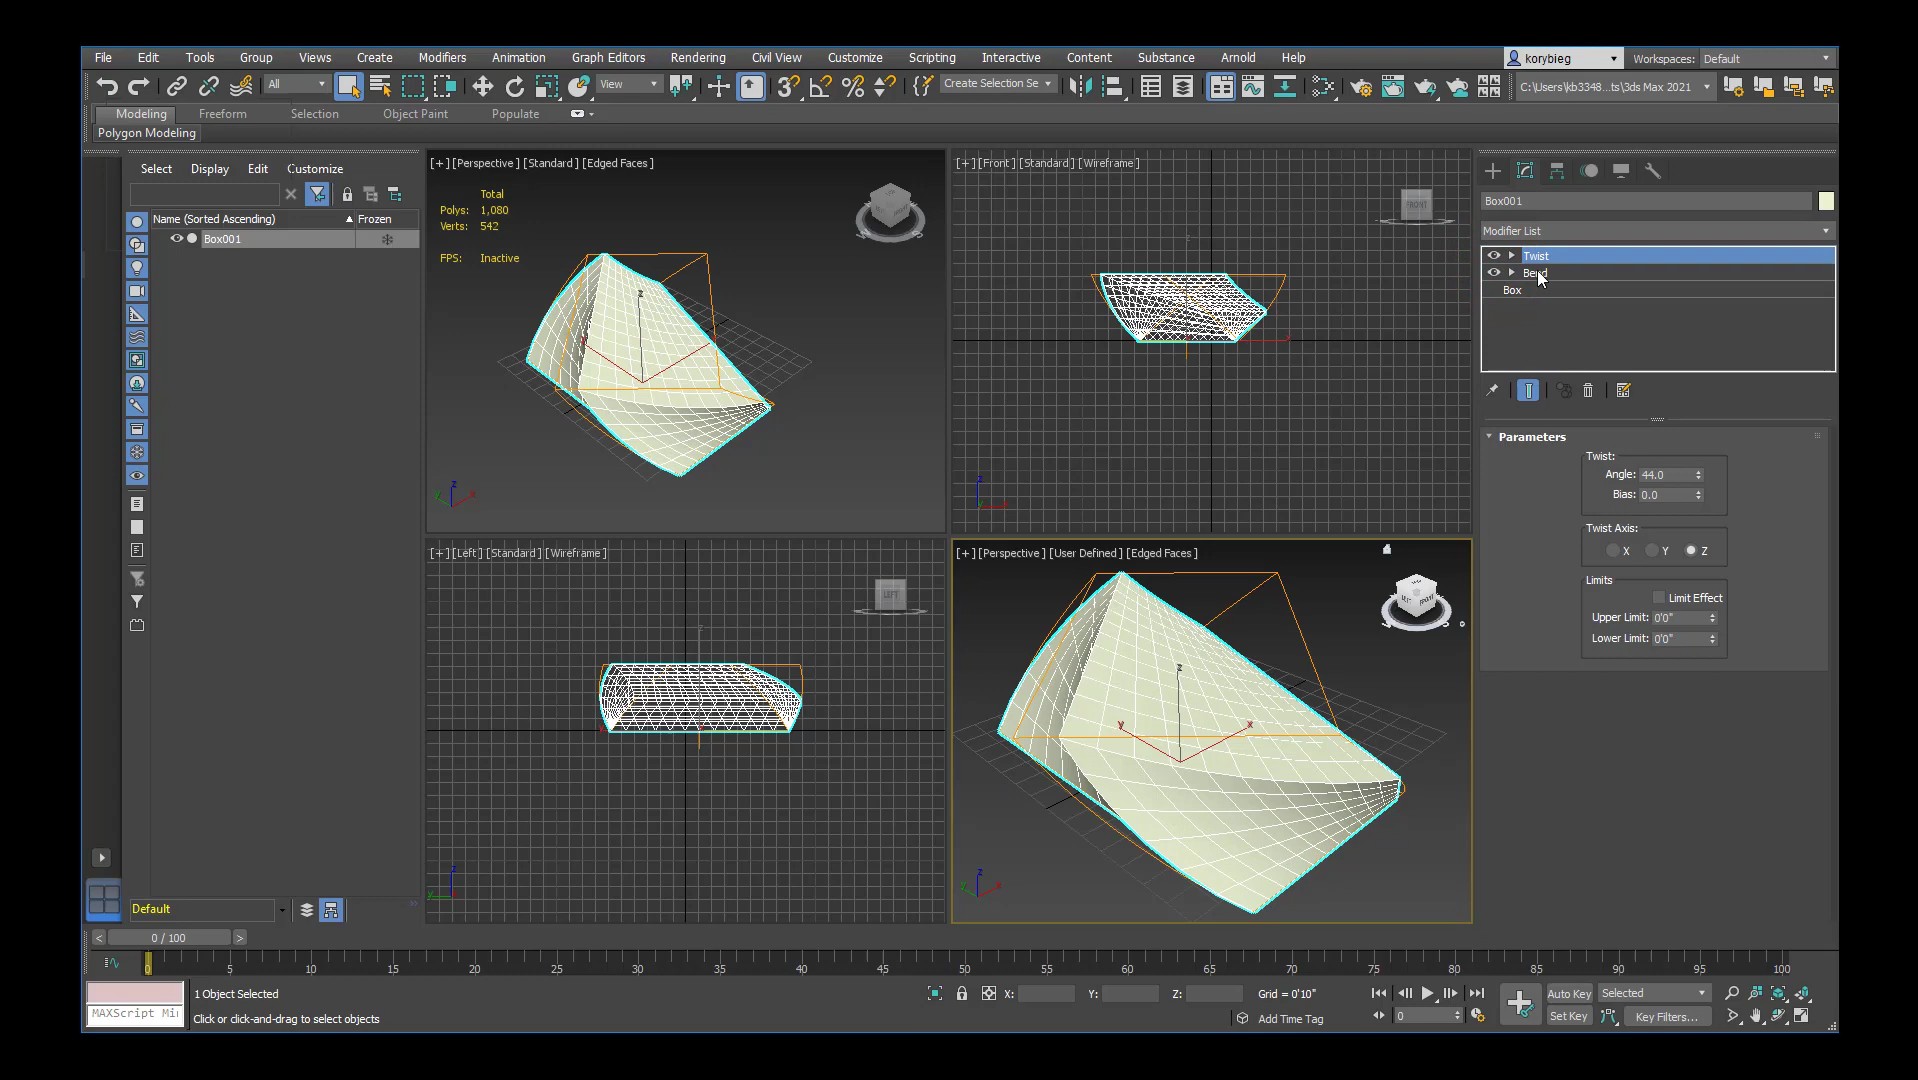 File Edit Tools Group Views Create Modifiers Animation Graph Editors Rendering Civil View Customize Scripting Interactive Content Substance Arnold Help korybieg Workspaces: Default
All View Create Selection Se C:\Users\kb3348...ts\3ds Max 2021
Modeling Freeform Selection Object Paint Populate
Polygon Modeling
Select Display Edit Customize
Name (Sorted Ascending) Frozen
Box001
[+] [Perspective] [Standard] [Edged Faces]
Total
Polys: 1,080
Verts: 542
FPS: Inactive
[+] [Front] [Standard] [Wireframe]
FRONT
[+] [Left] [Standard] [Wireframe]
LEFT
[+] [Perspective] [User Defined] [Edged Faces]
LEFT FRONT
Box001
Modifier List
Twist
Bend
Box
Parameters
Twist:
Angle: 44.0
Bias: 0.0
Twist Axis:
X Y Z
Limits
Limit Effect
Upper Limit: 0'0"
Lower Limit: 0'0"
Default
< 0 / 100 >
0 5 10 15 20 25 30 35 40 45 50 55 60 65 70 75 80 85 90 95 100
1 Object Selected
X: Y: Z: Grid = 0'10"
Auto Key Selected
MAXScript Mi
Click or click-and-drag to select objects
Add Time Tag
0
Set Key Key Filters...